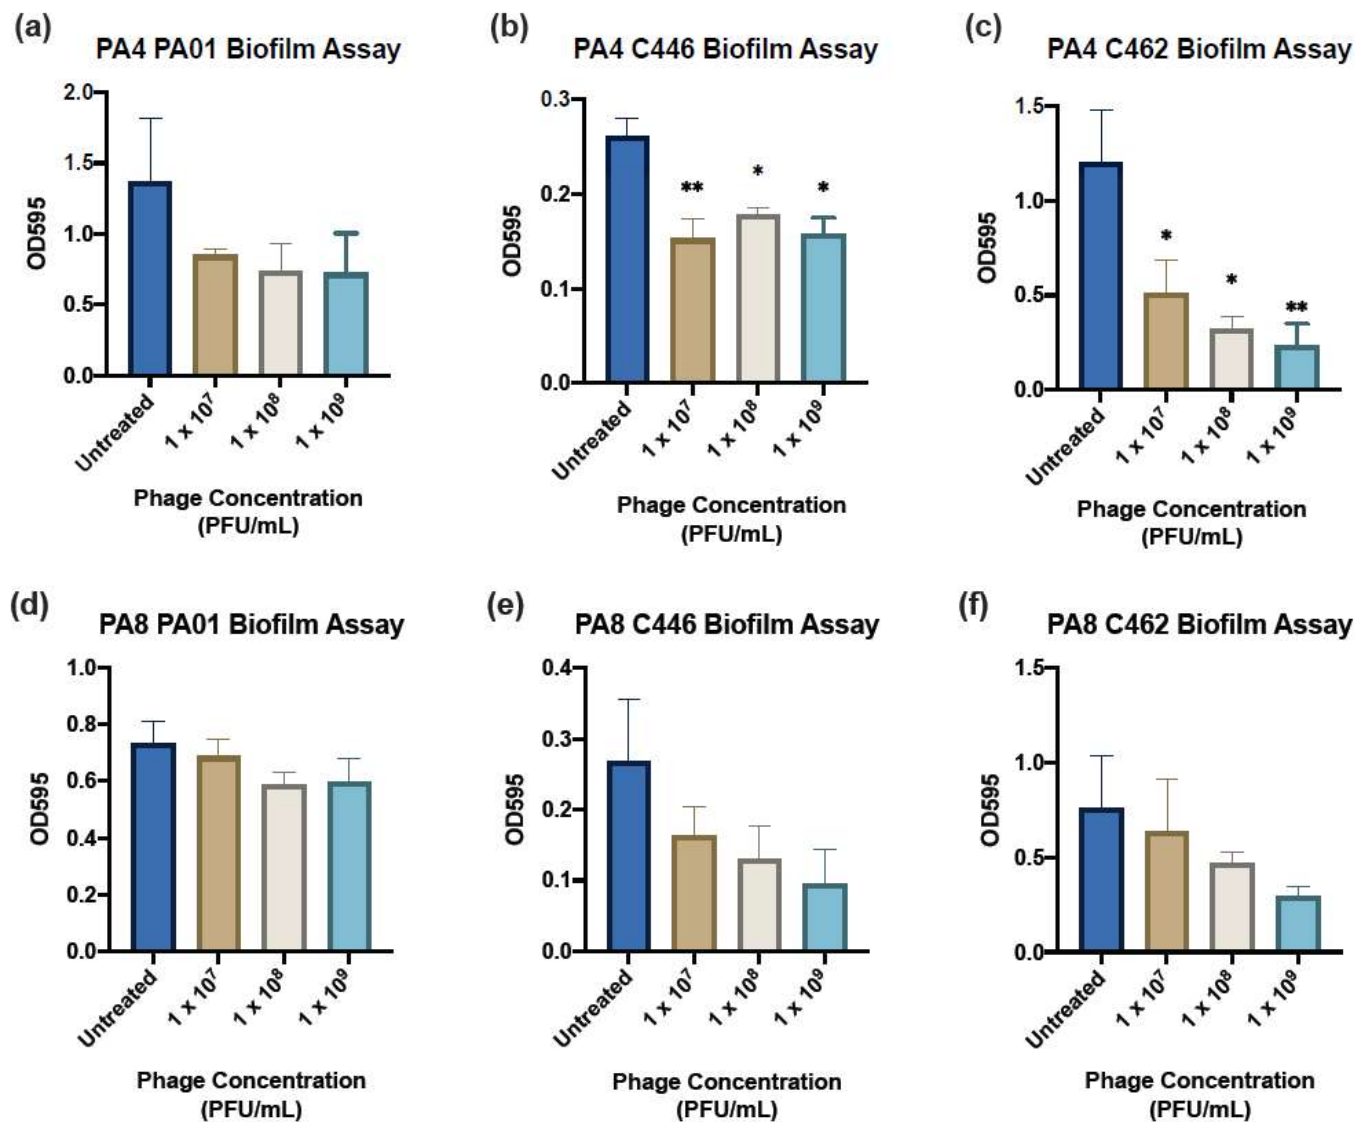 (a)
PA4 PA01 Biofilm Assay
2.0
1.5
1.0
0.5
0.0
OD595
Untreated
1 x 10⁷
1 x 10⁸
1 x 10⁹
Phage Concentration
(PFU/mL)
(b)
PA4 C446 Biofilm Assay
0.3
0.2
0.1
0.0
OD595
**
*
*
Untreated
1 x 10⁷
1 x 10⁸
1 x 10⁹
Phage Concentration
(PFU/mL)
(c)
PA4 C462 Biofilm Assay
1.5
1.0
0.5
0.0
OD595
*
*
**
Untreated
1 x 10⁷
1 x 10⁸
1 x 10⁹
Phage Concentration
(PFU/mL)
(d)
PA8 PA01 Biofilm Assay
1.0
0.8
0.6
0.4
0.2
0.0
OD595
Untreated
1 x 10⁷
1 x 10⁸
1 x 10⁹
Phage Concentration
(PFU/mL)
(e)
PA8 C446 Biofilm Assay
0.4
0.3
0.2
0.1
0.0
OD595
Untreated
1 x 10⁷
1 x 10⁸
1 x 10⁹
Phage Concentration
(PFU/mL)
(f)
PA8 C462 Biofilm Assay
1.5
1.0
0.5
0.0
OD595
Untreated
1 x 10⁷
1 x 10⁸
1 x 10⁹
Phage Concentration
(PFU/mL)